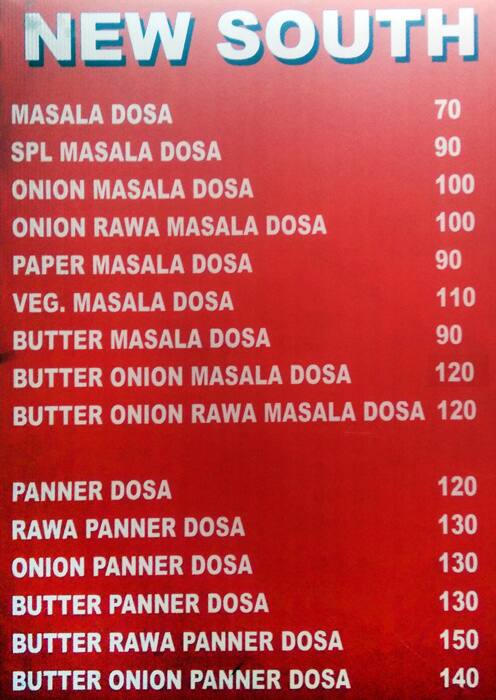 NEW SOUTH
MASALA DOSA 70
SPL MASALA DOSA 90
ONION MASALA DOSA 100
ONION RAWA MASALA DOSA 100
PAPER MASALA DOSA 90
VEG. MASALA DOSA 110
BUTTER MASALA DOSA 90
BUTTER ONION MASALA DOSA 120
BUTTER ONION RAWA MASALA DOSA 120
PANNER DOSA 120
RAWA PANNER DOSA 130
ONION PANNER DOSA 130
BUTTER PANNER DOSA 130
BUTTER RAWA PANNER DOSA 150
BUTTER ONION PANNER DOSA 140